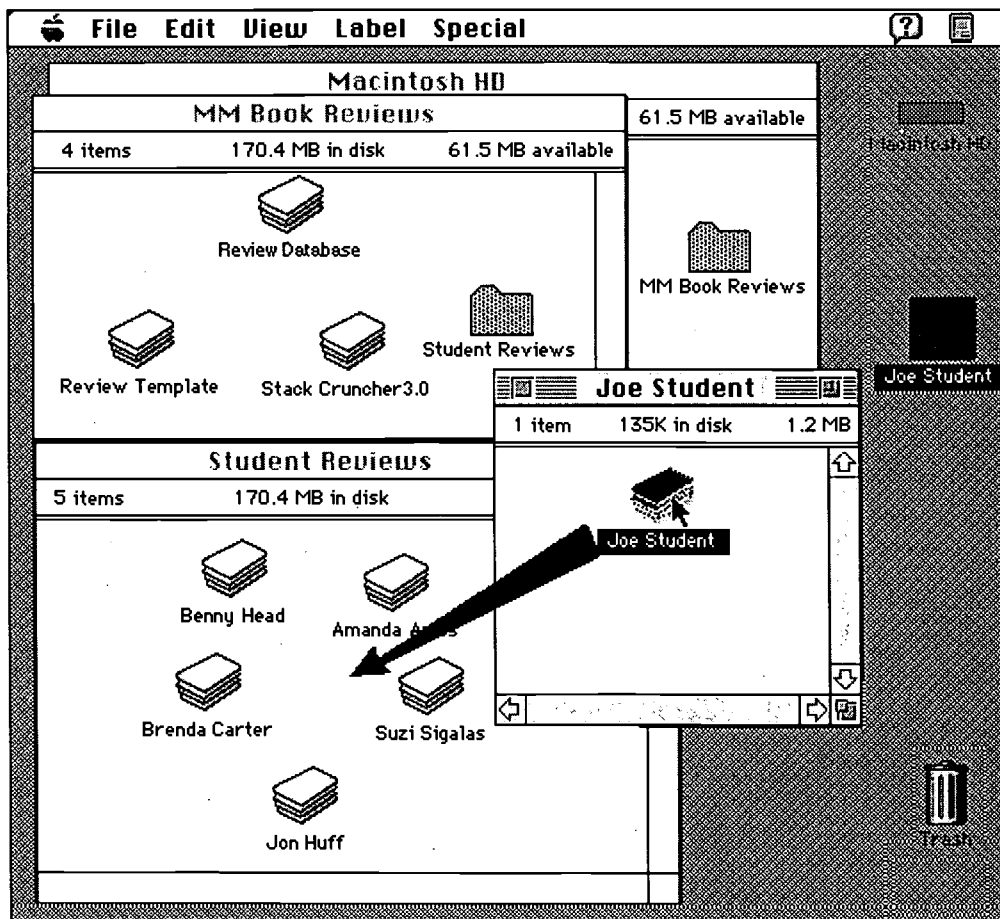 File Edit View Label Special
Macintosh HD
61.5 MB available
MM Book Reviews
4 items 170.4 MB in disk 61.5 MB available
Review Database
Review Template
Stack Cruncher3.0
Student Reviews
MM Book Reviews
Macintosh HD
Joe Student
Joe Student
1 item 135K in disk 1.2 MB
Joe Student
Student Reviews
5 items 170.4 MB in disk
Benny Head
Amanda
Brenda Carter
Suzi Sigalas
Jon Huff
Trash